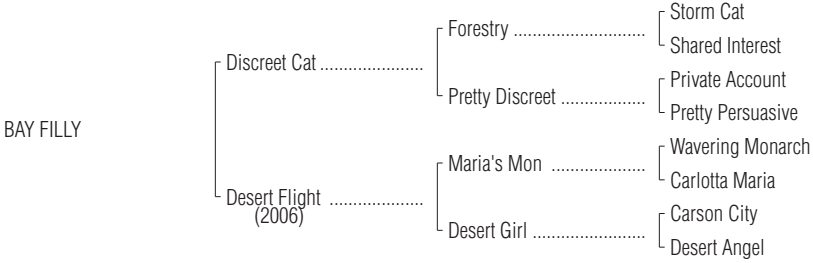 Storm Cat
Forestry ............................
Shared Interest
Discreet Cat ......................
Private Account
Pretty Discreet ..................
Pretty Persuasive
BAY FILLY
Wavering Monarch
Maria's Mon ....................
Carlotta Maria
Desert Flight ....................
(2006)
Carson City
Desert Girl ........................
Desert Angel